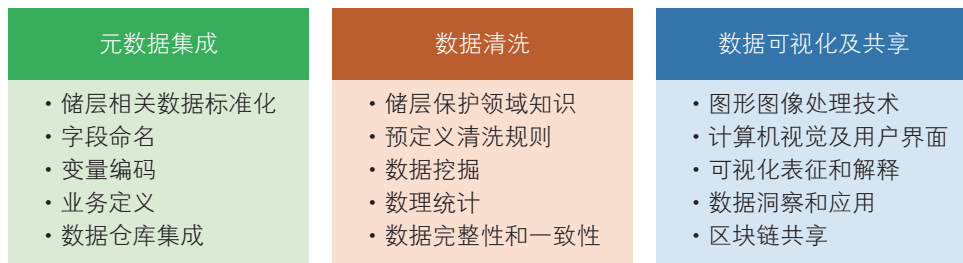 元数据集成
• 储层相关数据标准化
• 字段命名
• 变量编码
• 业务定义
• 数据仓库集成
数据清洗
• 储层保护领域知识
• 预定义清洗规则
• 数据挖掘
• 数理统计
• 数据完整性和一致性
数据可视化及共享
• 图形图像处理技术
• 计算机视觉及用户界面
• 可视化表征和解释
• 数据洞察和应用
• 区块链共享